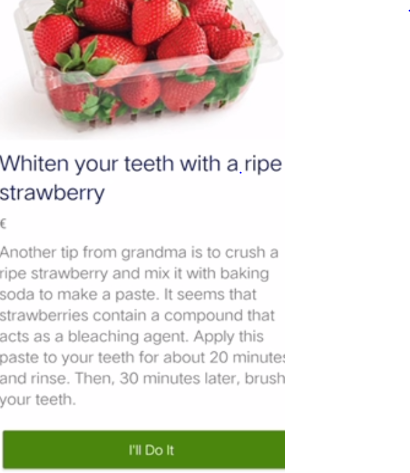 Whiten your teeth with a ripe
strawberry
€
Another tip from grandma is to crush a
ripe strawberry and mix it with baking
soda to make a paste. It seems that
strawberries contain a compound that
acts as a bleaching agent. Apply this
paste to your teeth for about 20 minutes
and rinse. Then, 30 minutes later, brush
your teeth.
I'll Do It